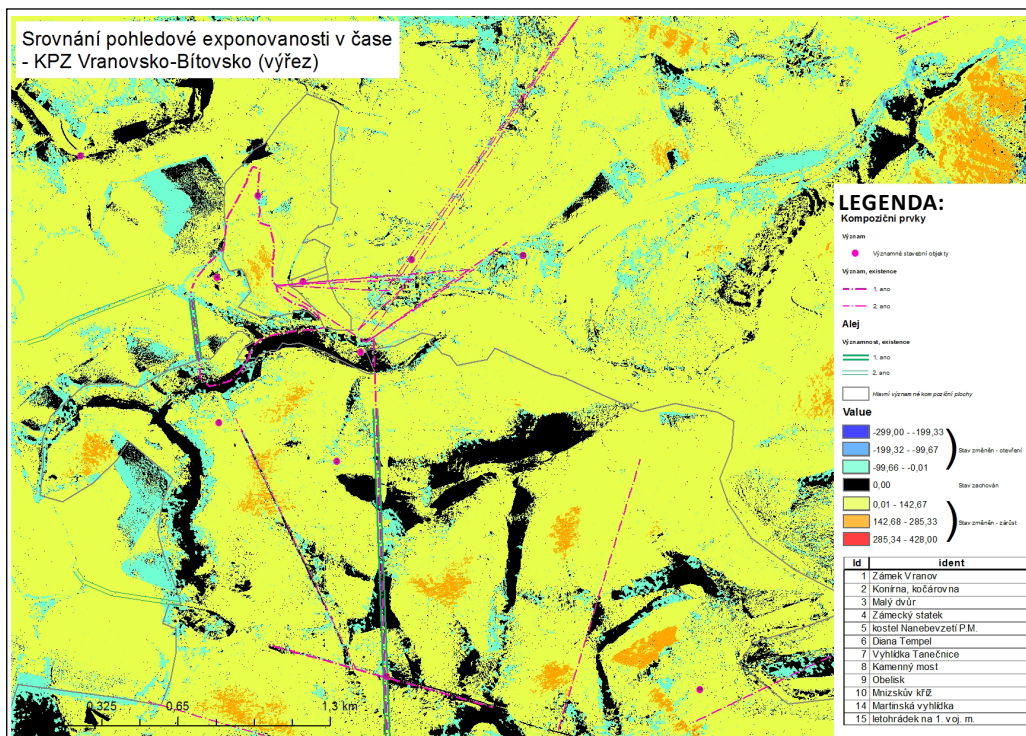 Srovnání pohledové exponovanosti v čase
- KPZ Vranovsko-Bítovsko (výřez)
LEGENDA:
Kompoziční prvky
Význam
Významné stavební objekty
Význam, existence
1, ano
2, ano
Alej
Významnost, existence
1, ano
2, ano
Hlavní významné kompoziční plochy
Value
-299,00 - -199,33
-199,32 - -99,67
Stav změněn - otevření
-99,66 - -0,01
0,00
Stav zachován
0,01 - 142,67
142,68 - 285,33
Stav změněn - zárůst
285,34 - 428,00
Id ident
1 Zámek Vranov
2 Konírna, kočárovna
3 Malý dvůr
4 Zámecký statek
5 kostel Nanebevzetí P.M.
6 Diana Tempel
7 Vyhlídka Tanečnice
8 Kamenný most
9 Obelisk
10 Mnizskův kříž
14 Martinská vyhlídka
15 letohrádek na 1. voj. m.
0,325 0,65 1,3 km